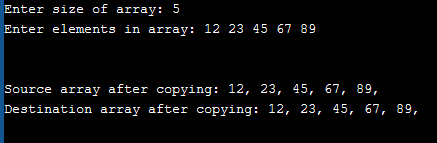 Enter size of array: 5
Enter elements in array: 12 23 45 67 89
Source array after copying: 12, 23, 45, 67, 89,
Destination array after copying: 12, 23, 45, 67, 89,